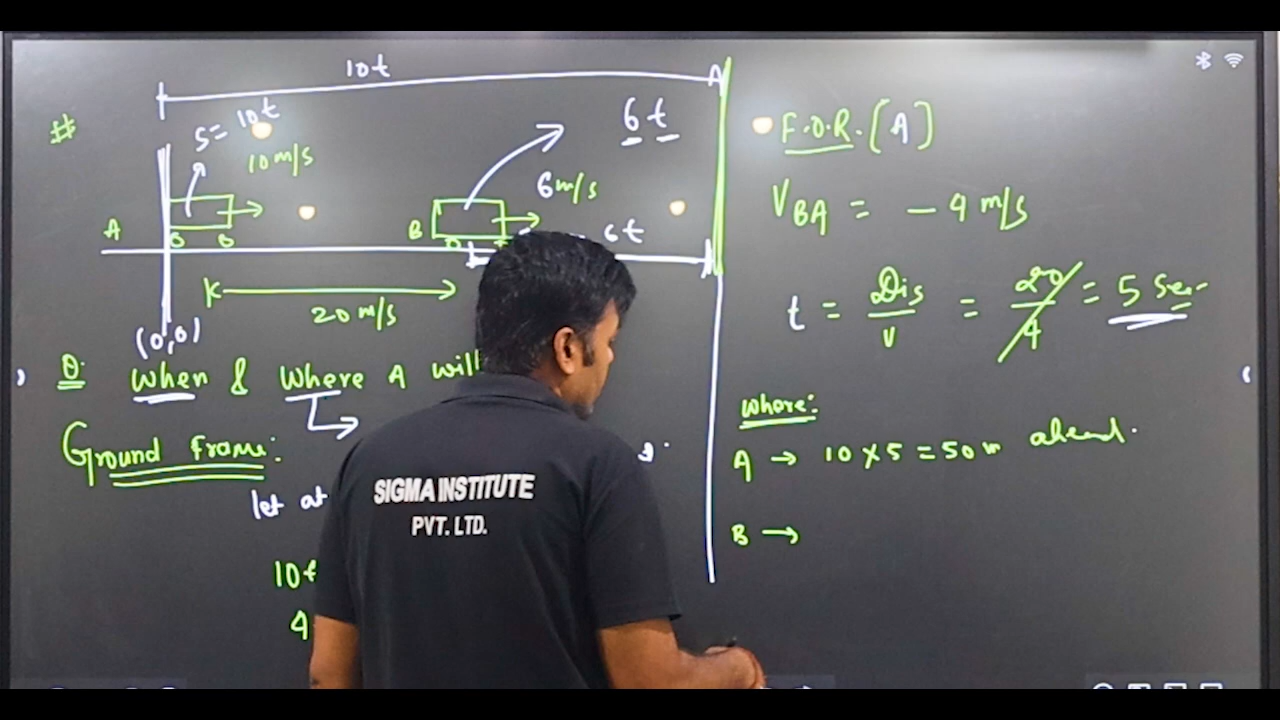 10t
#
S = 10t
10 m/s
6t
6 m/s
A
B
6t
20 m/s
(0,0)
Q. When & Where A will
Ground frame:
let at
10t
4
F.O.R. [A]
V_BA = - 4 m/s
t = Dis / V = 20 / 4 = 5 Sec.
Where:
A → 10 × 5 = 50 m ahead.
B →
SIGMA INSTITUTE
PVT. LTD.